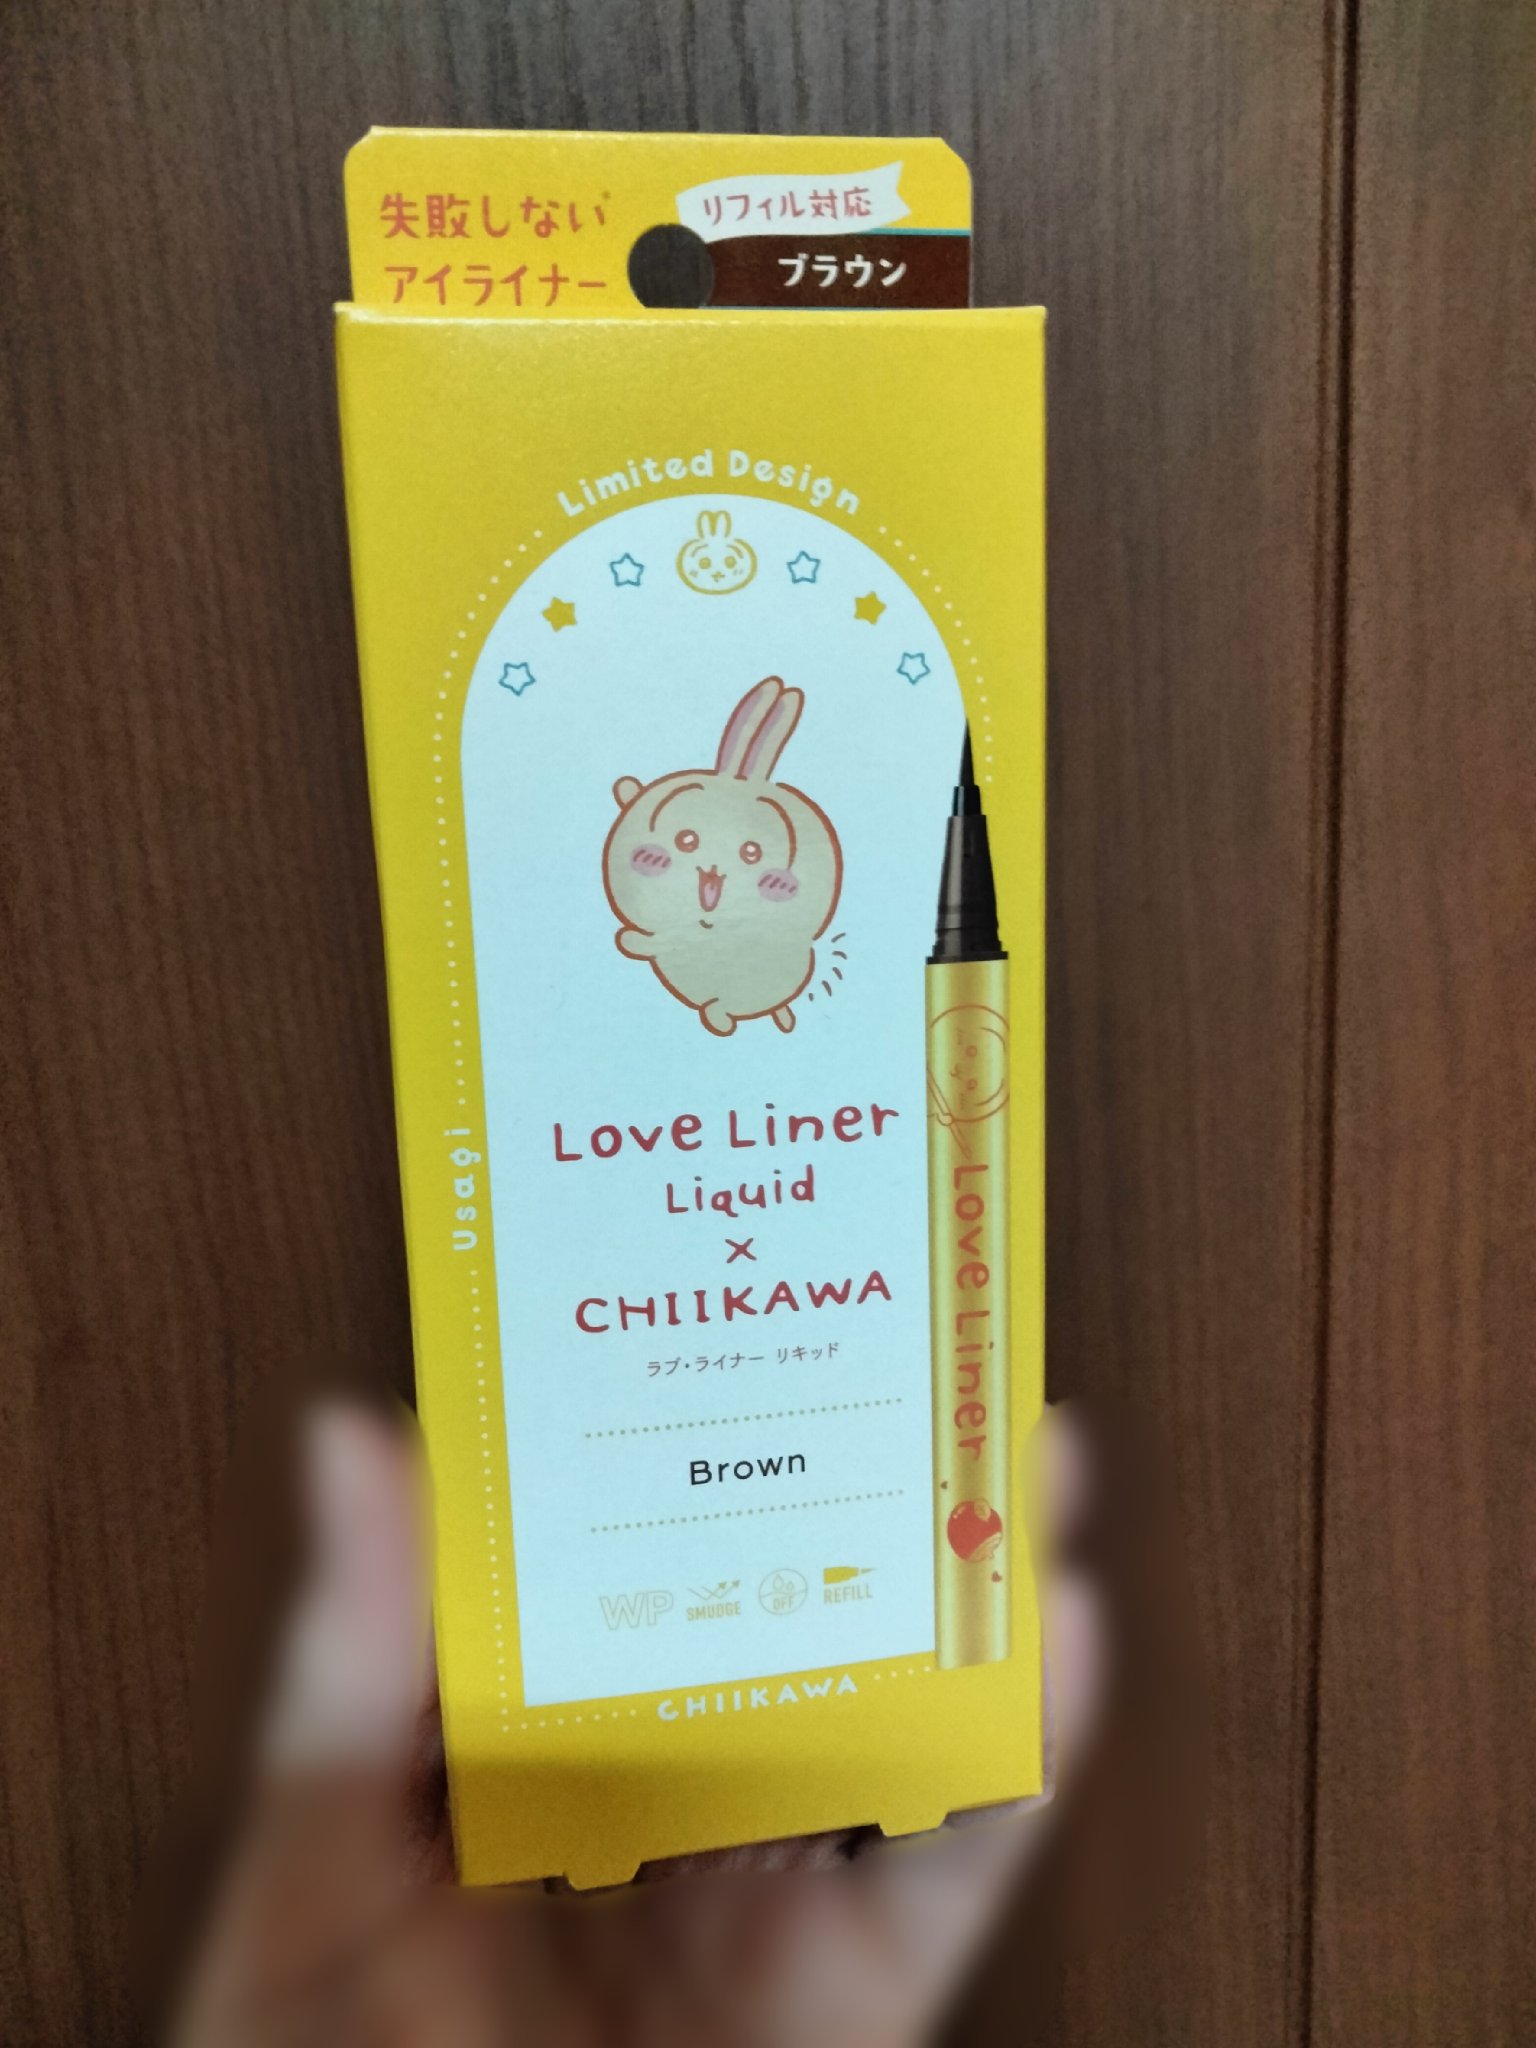 失敗しない*
アイライナー
リフィル対応
ブラウン
Limited Design
Usagi
Love Liner
Liquid
×
CHIIKAWA
ラブ・ライナー リキッド
Brown
WP
SMUDGE
OFF
REFILL
Love Liner
CHIIKAWA